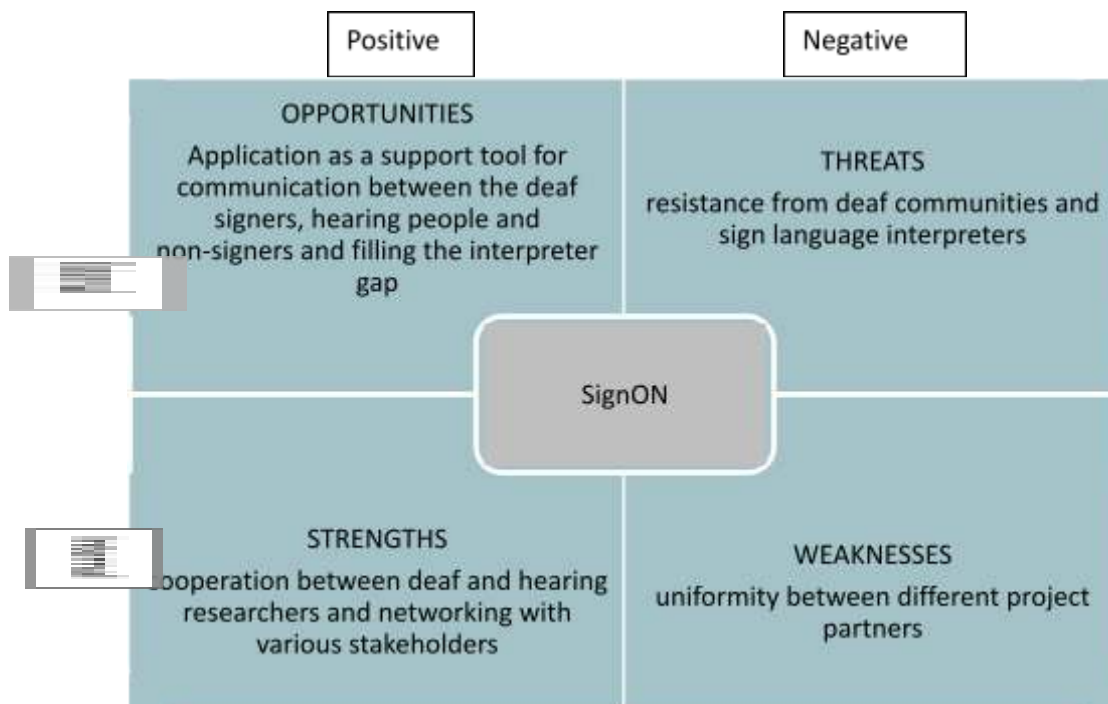 Positive
Negative
OPPORTUNITIES
Application as a support tool for
communication between the deaf
signers, hearing people and
non-signers and filling the interpreter
gap
THREATS
resistance from deaf communities and
sign language interpreters
SignON
STRENGTHS
cooperation between deaf and hearing
researchers and networking with
various stakeholders
WEAKNESSES
uniformity between different project
partners